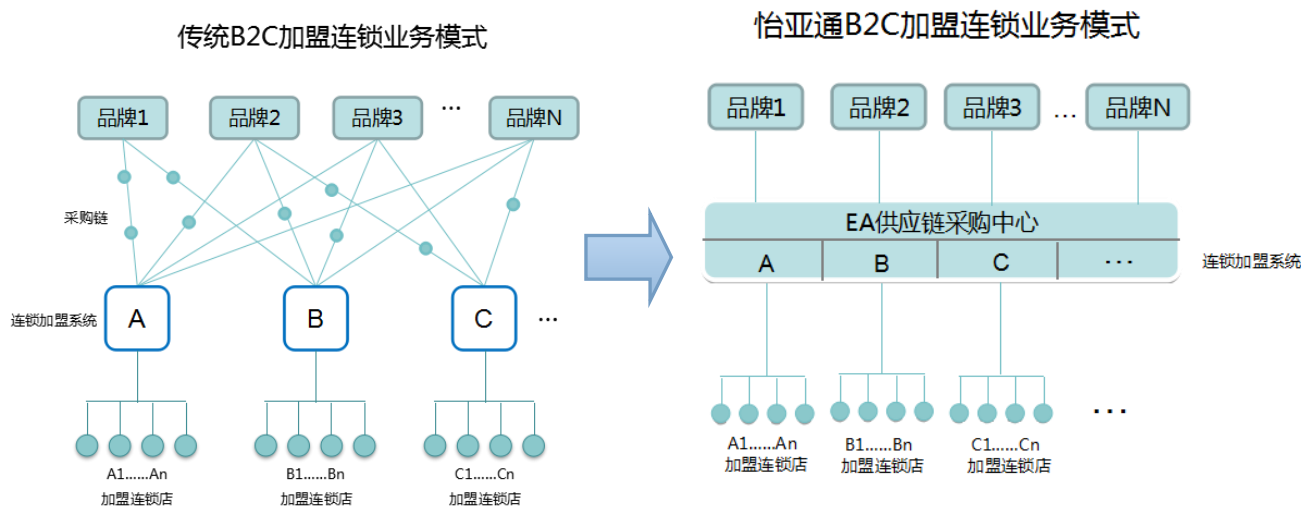 传统B2C加盟连锁业务模式
品牌1
品牌2
品牌3
...
品牌N
采购链
连锁加盟系统
A
B
C
...
A1......An
加盟连锁店
B1......Bn
加盟连锁店
C1......Cn
加盟连锁店
怡亚通B2C加盟连锁业务模式
品牌1
品牌2
品牌3
...
品牌N
EA供应链采购中心
A
B
C
...
连锁加盟系统
A1......An
加盟连锁店
B1......Bn
加盟连锁店
C1......Cn
加盟连锁店
...